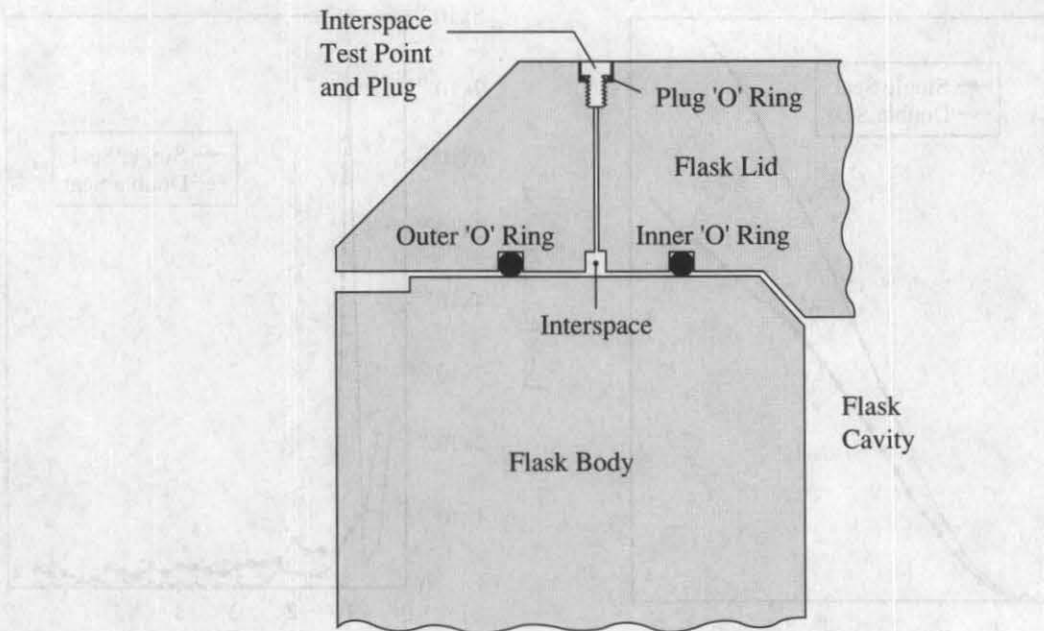 Interspace
Test Point
and Plug
Plug 'O' Ring
Flask Lid
Outer 'O' Ring
Inner 'O' Ring
Interspace
Flask
Cavity
Flask Body